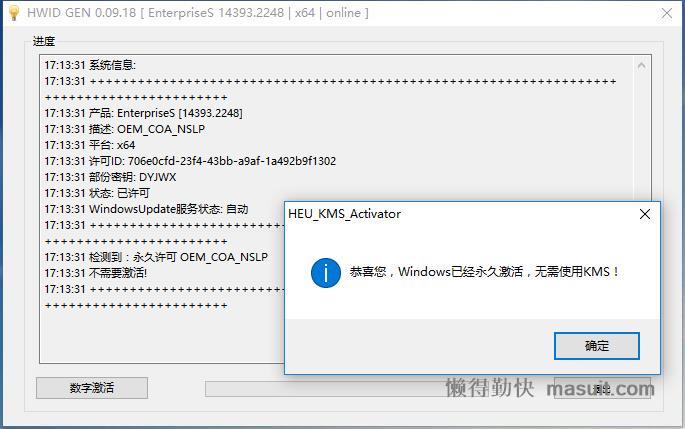 HWID GEN 0.09.18 [ EnterpriseS 14393.2248 | x64 | online ]
进度
17:13:31 系统信息:
17:13:31 ++++++++++++++++++++++++++++++++++++++++++++++++++++++++++++++++++
+++++++++++++++++++++++
17:13:31 产品: EnterpriseS [14393.2248]
17:13:31 描述: OEM_COA_NSLP
17:13:31 平台: x64
17:13:31 许可ID: 706e0cfd-23f4-43bb-a9af-1a492b9f1302
17:13:31 部份密钥: DYJWX
17:13:31 状态: 已许可
17:13:31 WindowsUpdate服务状态: 自动
17:13:31 ++++++++++++++++++++++++
+++++++++++++++++++++++
17:13:31 检测到：永久许可 OEM_COA_NSLP
17:13:31 不需要激活!
17:13:31 ++++++++++++++++++++++++
+++++++++++++++++++++++
HEU_KMS_Activator
恭喜您，Windows已经永久激活，无需使用KMS！
确定
数字激活
懒得勤快 masuit.com